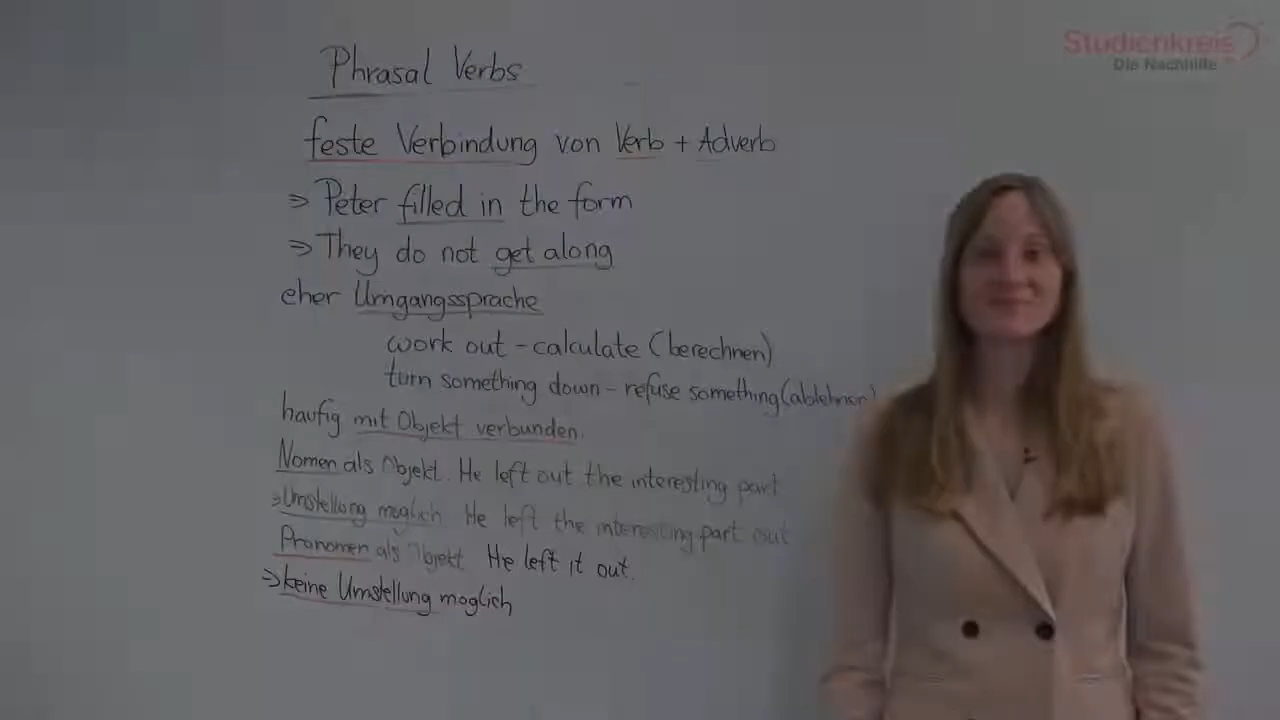 Studienkreis
Die Nachhilfe
Phrasal Verbs
feste Verbindung von Verb + Adverb
⇒ Peter filled in the form
⇒ They do not get along
eher Umgangssprache
work out – calculate (berechnen)
turn something down – refuse something (ablehnen)
haufig mit Objekt verbunden.
Nomen als Objekt. He left out the interesting part
⇒ Umstellung moglich He left the interesting part out
Pronomen als Objekt. He left it out.
⇒ keine Umstellung moglich